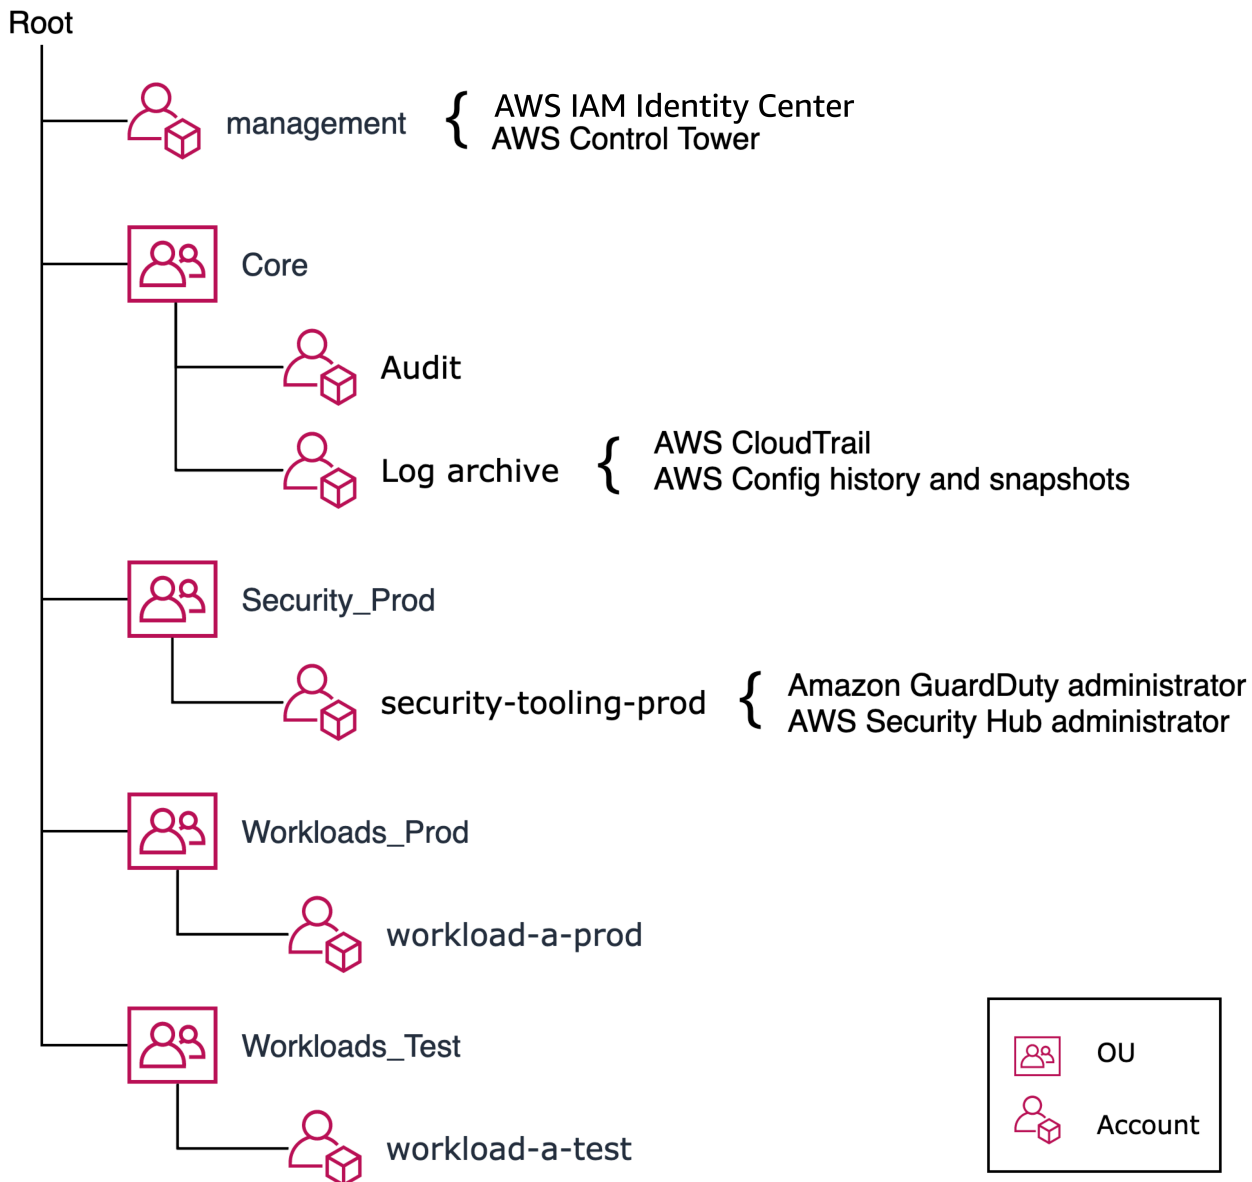 Root
management
AWS IAM Identity Center
AWS Control Tower
Core
Audit
Log archive
AWS CloudTrail
AWS Config history and snapshots
Security_Prod
security-tooling-prod
Amazon GuardDuty administrator
AWS Security Hub administrator
Workloads_Prod
workload-a-prod
Workloads_Test
workload-a-test
OU
Account